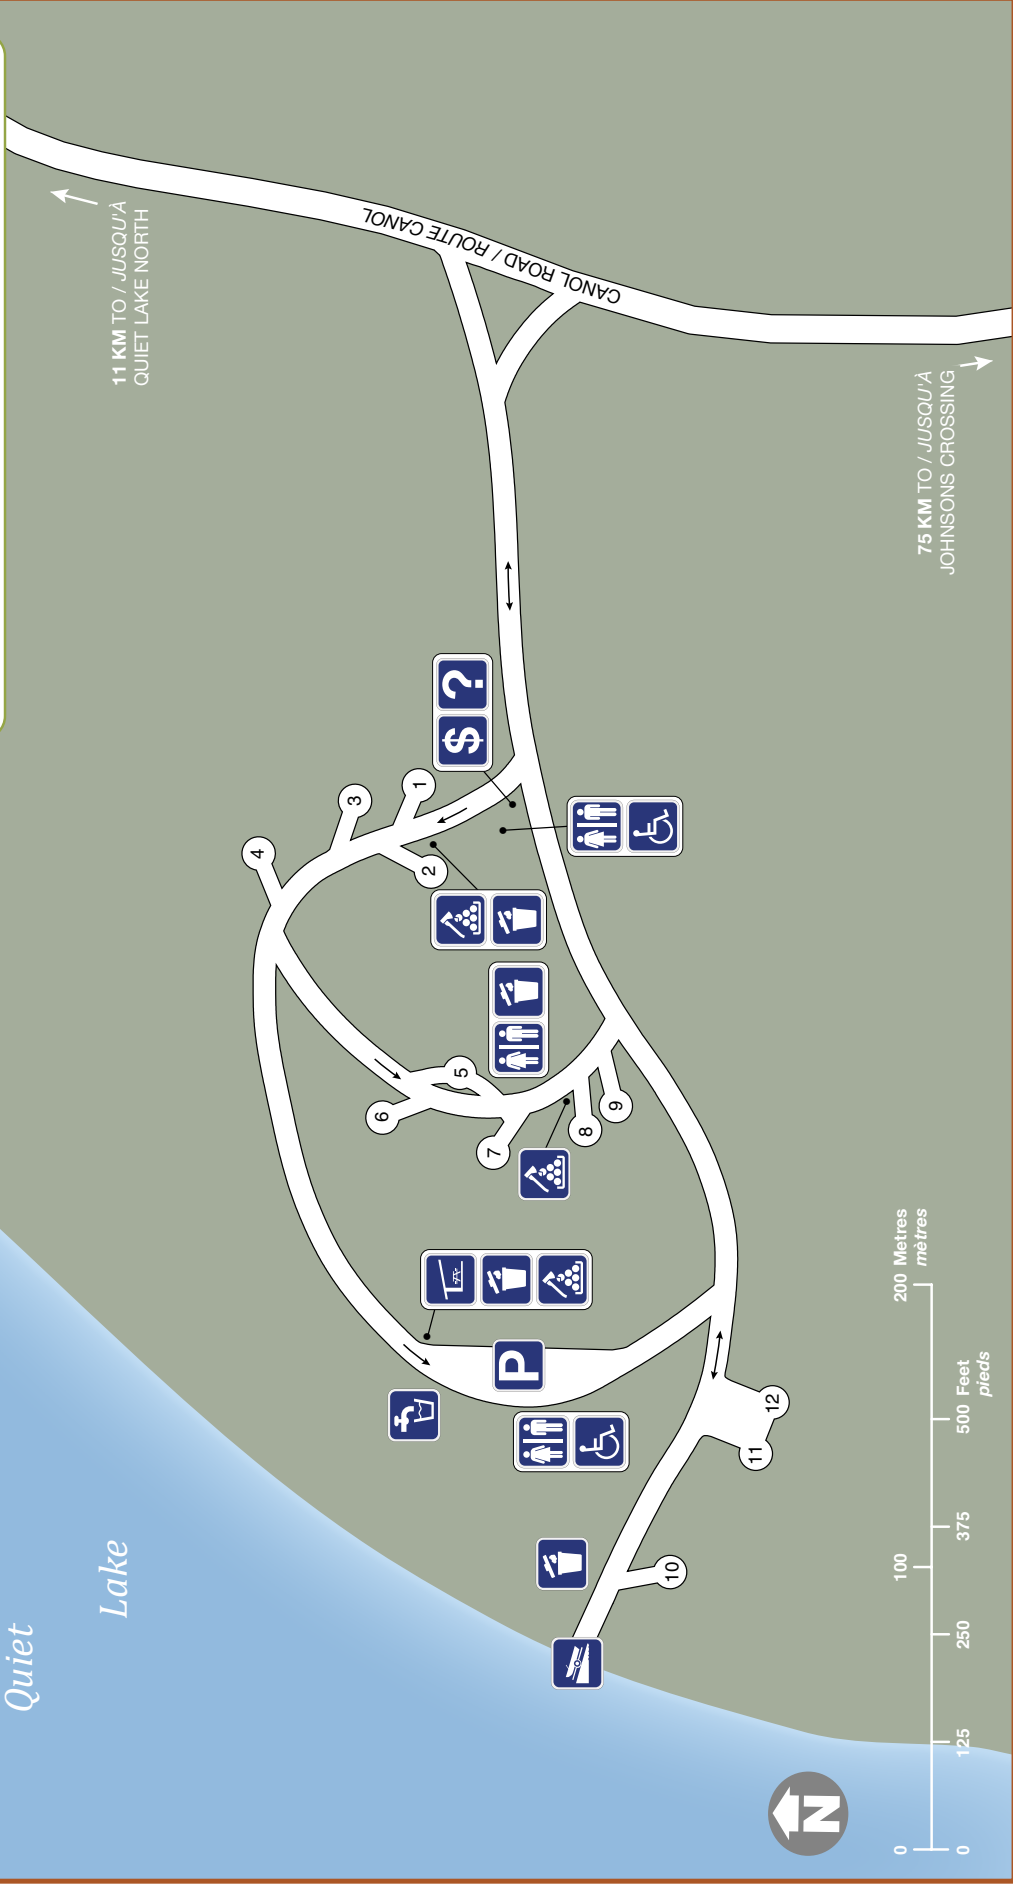 Quiet
Lake
11 KM TO / JUSQU'À
QUIET LAKE NORTH
CANOL ROAD / ROUTE CANOL
75 KM TO / JUSQU'À
JOHNSONS CROSSING
$ ?
1
2
3
4
5
6
7
8
9
10
11
12
P
N
0 100 200 Metres
mètres
0 125 250 375 500 Feet
pieds